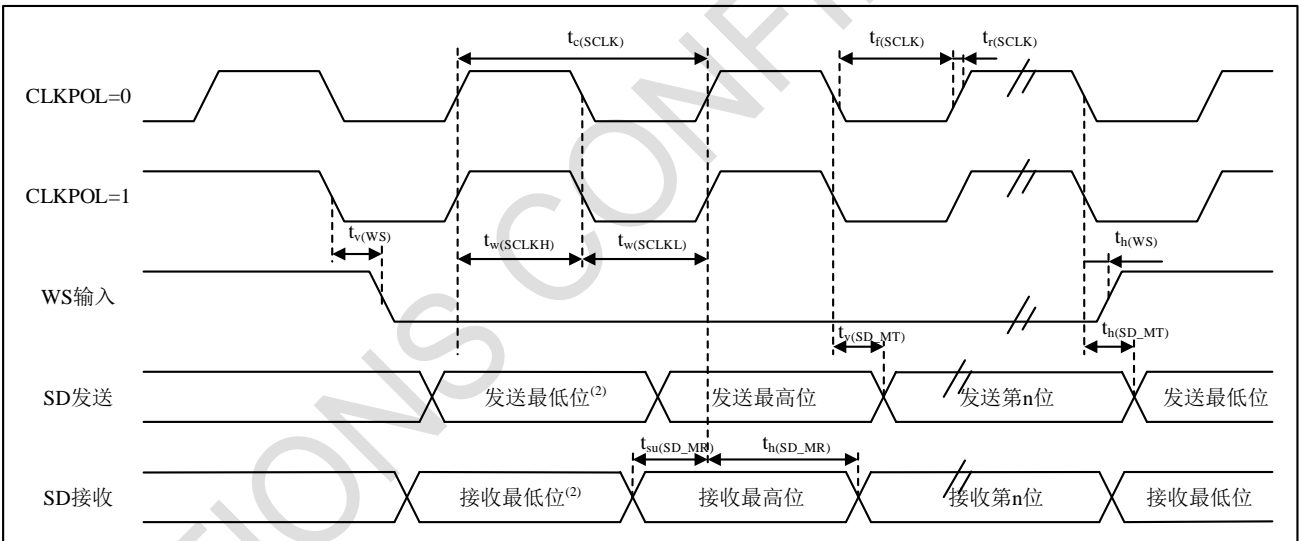 TIONS CONFI
t_c(SCLK) t_f(SCLK) t_r(SCLK)
CLKPOL=0
CLKPOL=1
t_v(WS) t_w(SCLKH) t_w(SCLKL) t_h(WS)
WS输入
t_v(SD_MT) t_h(SD_MT)
SD发送 发送最低位(2) 发送最高位 发送第n位 发送最低位
t_su(SD_MR) t_h(SD_MR)
SD接收 接收最低位(2) 接收最高位 接收第n位 接收最低位